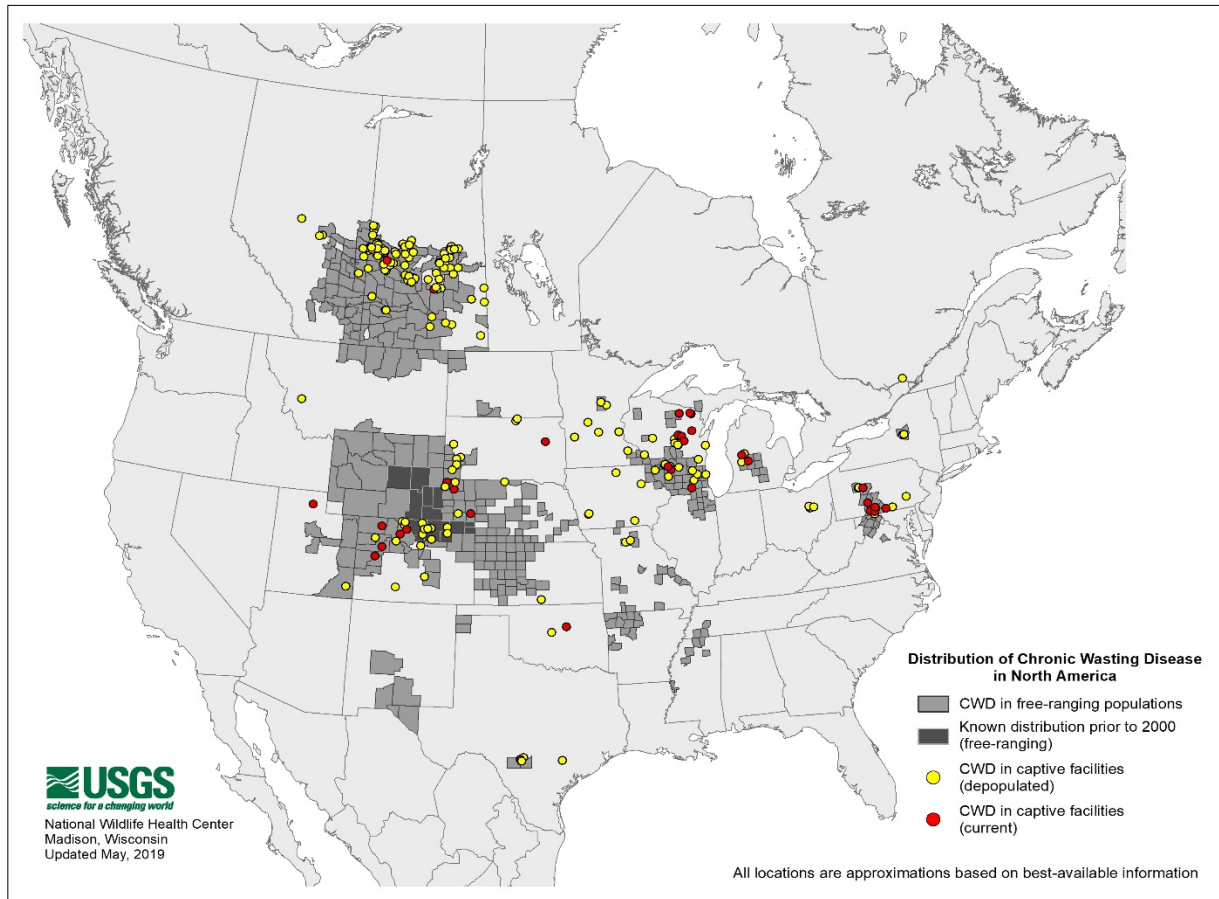 Distribution of Chronic Wasting Disease
in North America
CWD in free-ranging populations
Known distribution prior to 2000
(free-ranging)
CWD in captive facilities
(depopulated)
CWD in captive facilities
(current)
USGS
science for a changing world
National Wildlife Health Center
Madison, Wisconsin
Updated May, 2019
All locations are approximations based on best-available information